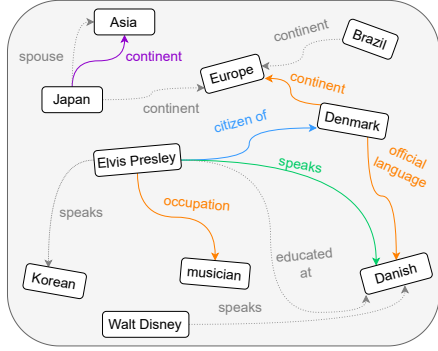 Asia
Brazil
spouse
continent
continent
Europe
Japan
continent
continent
Denmark
citizen of
official
language
Elvis Presley
speaks
speaks
occupation
educated
at
Korean
musician
Danish
speaks
Walt Disney